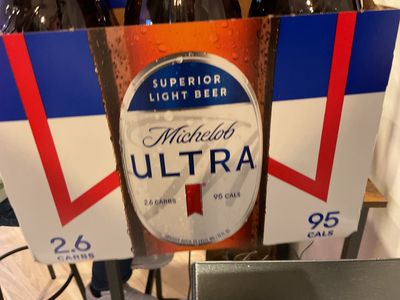 SUPERIOR
LIGHT BEER
Michelob
ULTRA
2.6 CARBS 95 CALS
2.6
CARBS
95
CALS